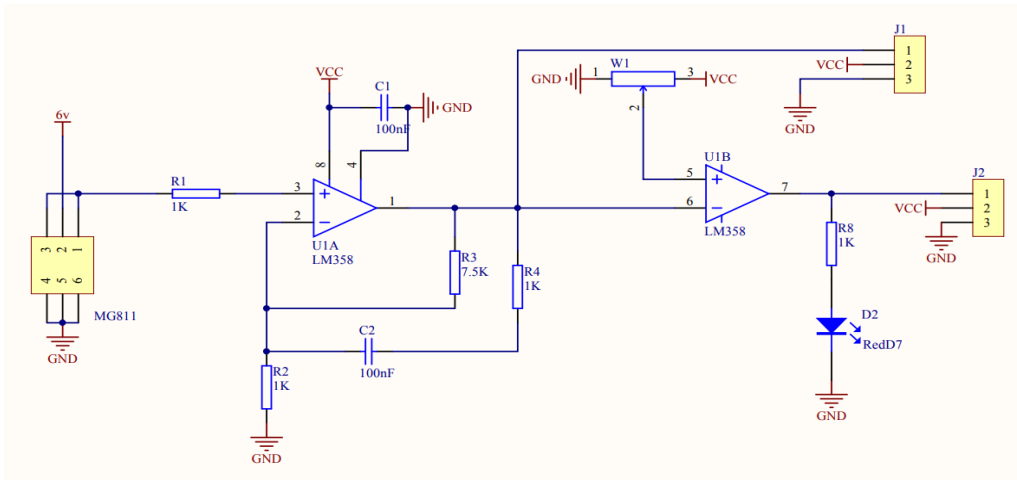 J1
1
VCC 2
3
GND
W1
GND 1 3 VCC
2
VCC
C1
GND
100nF
6v
8 4
R1
1K
3
2
1
U1A
LM358
U1B
5
6
7
LM358
J2
1
VCC 2
3
GND
R8
1K
3 2 1
4 5 6
MG811
GND
R3
7.5K
R4
1K
D2
RedD7
C2
100nF
R2
1K
GND
GND